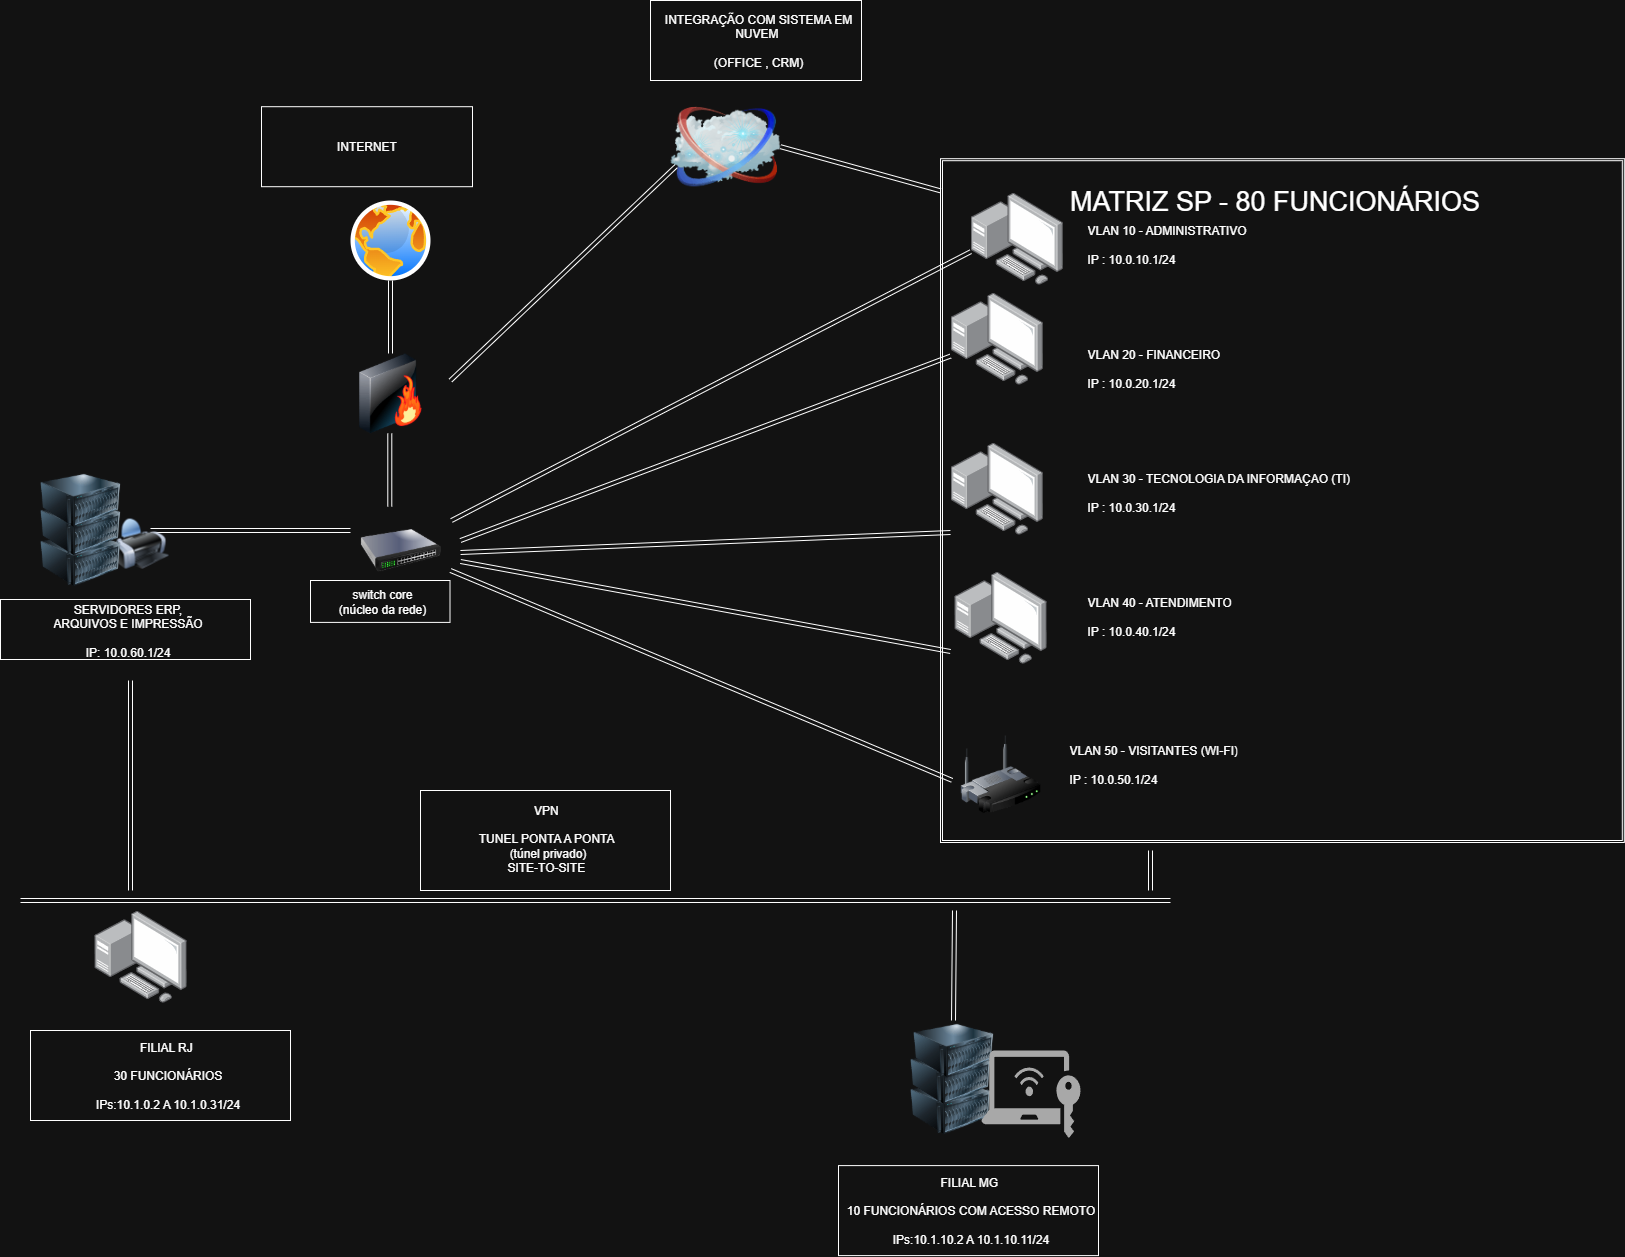 INTEGRAÇÃO COM SISTEMA EM
NUVEM
(OFFICE , CRM)
INTERNET
MATRIZ SP - 80 FUNCIONÁRIOS
VLAN 10 - ADMINISTRATIVO
IP : 10.0.10.1/24
VLAN 20 - FINANCEIRO
IP : 10.0.20.1/24
VLAN 30 - TECNOLOGIA DA INFORMAÇAO (TI)
IP : 10.0.30.1/24
VLAN 40 - ATENDIMENTO
IP : 10.0.40.1/24
VLAN 50 - VISITANTES (WI-FI)
IP : 10.0.50.1/24
switch core
(núcleo da rede)
SERVIDORES ERP,
ARQUIVOS E IMPRESSÃO
IP: 10.0.60.1/24
VPN
TUNEL PONTA A PONTA
(túnel privado)
SITE-TO-SITE
FILIAL RJ
30 FUNCIONÁRIOS
IPs:10.1.0.2 A 10.1.0.31/24
FILIAL MG
10 FUNCIONÁRIOS COM ACESSO REMOTO
IPs:10.1.10.2 A 10.1.10.11/24